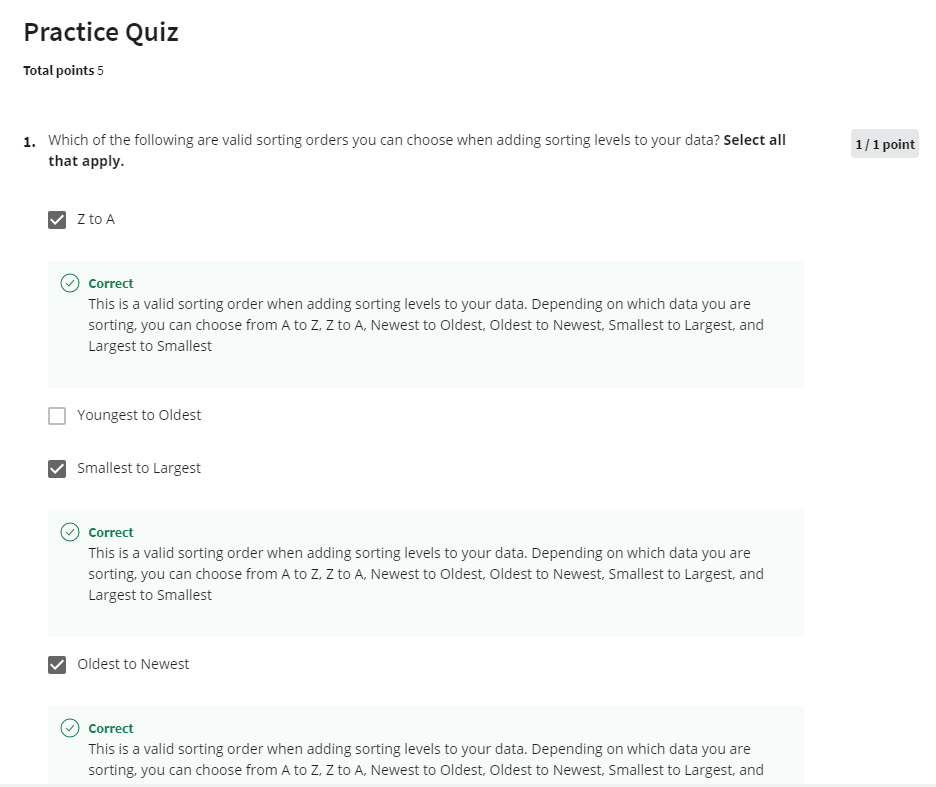 Practice Quiz
Total points 5
1. Which of the following are valid sorting orders you can choose when adding sorting levels to your data? Select all
that apply.
1 / 1 point
Z to A
Correct
This is a valid sorting order when adding sorting levels to your data. Depending on which data you are
sorting, you can choose from A to Z, Z to A, Newest to Oldest, Oldest to Newest, Smallest to Largest, and
Largest to Smallest
Youngest to Oldest
Smallest to Largest
Correct
This is a valid sorting order when adding sorting levels to your data. Depending on which data you are
sorting, you can choose from A to Z, Z to A, Newest to Oldest, Oldest to Newest, Smallest to Largest, and
Largest to Smallest
Oldest to Newest
Correct
This is a valid sorting order when adding sorting levels to your data. Depending on which data you are
sorting, you can choose from A to Z, Z to A, Newest to Oldest, Oldest to Newest, Smallest to Largest, and